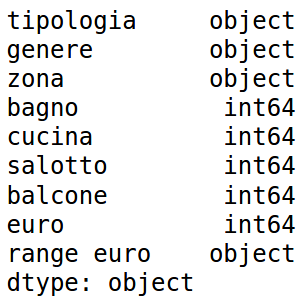 tipologia     object
genere        object
zona          object
bagno          int64
cucina         int64
salotto        int64
balcone        int64
euro           int64
range euro    object
dtype: object